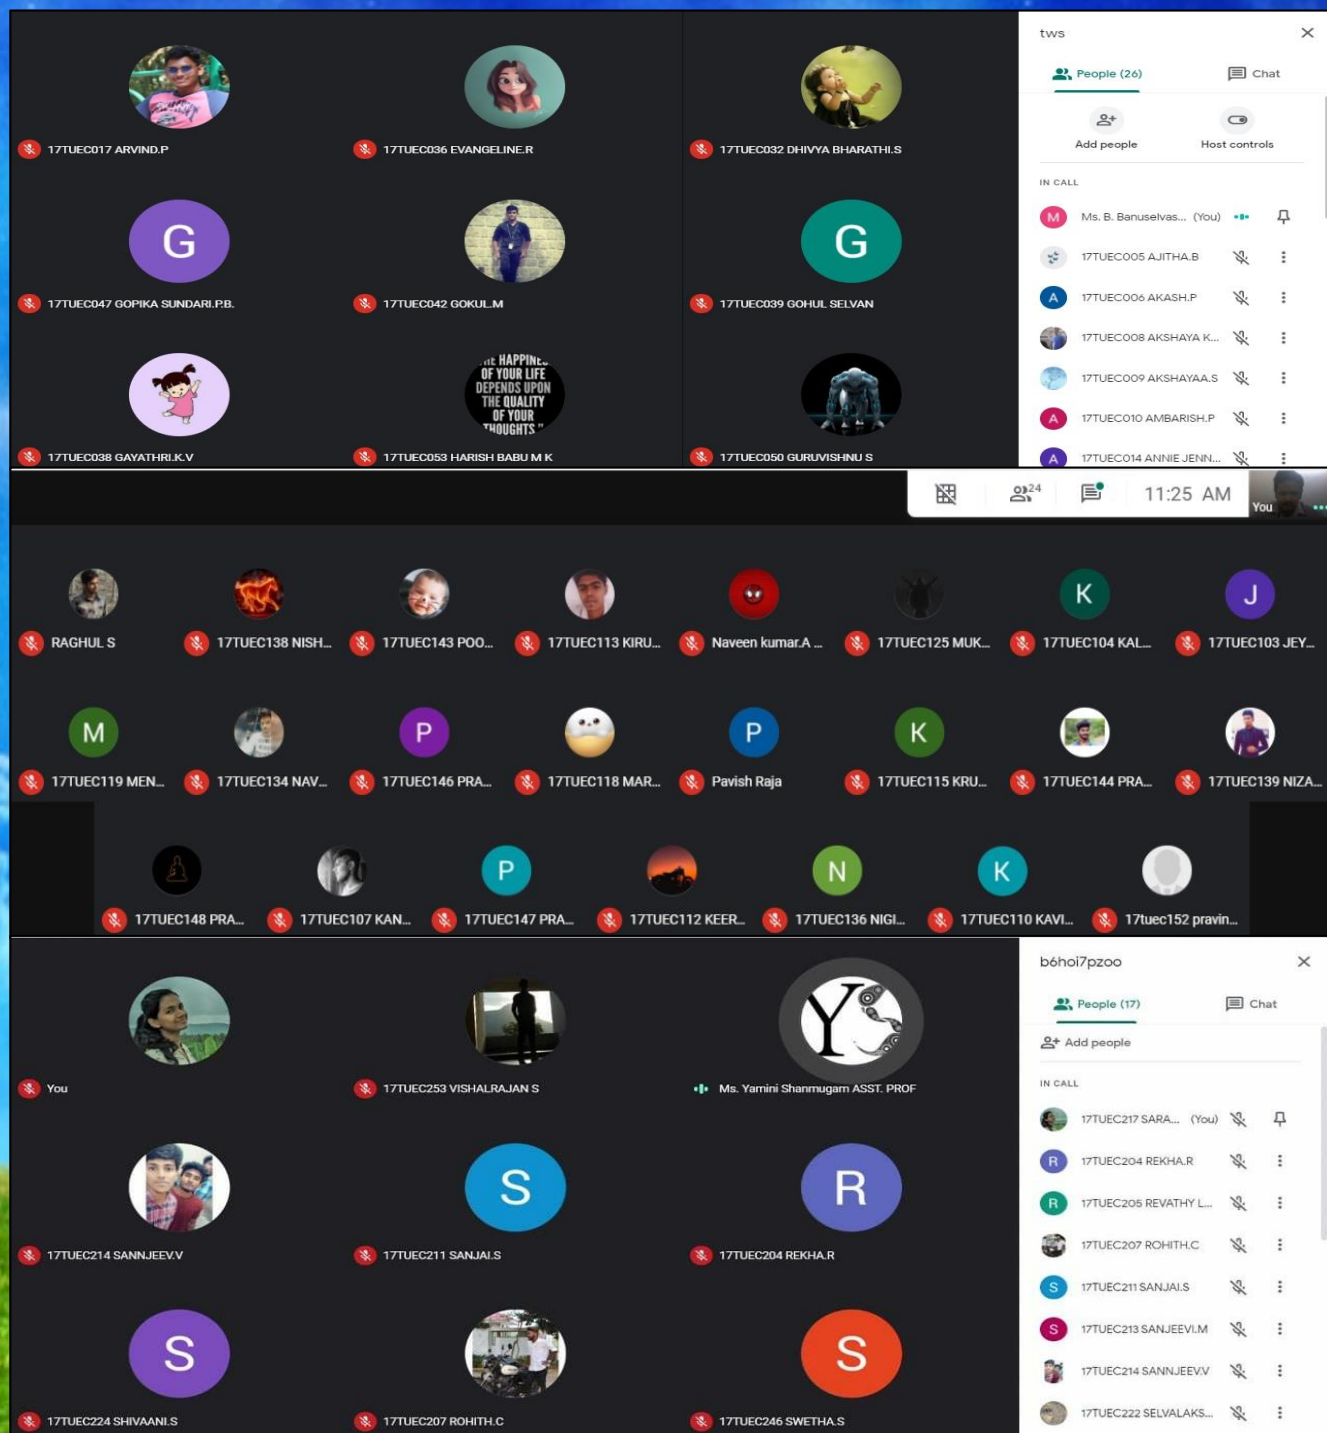 17TUEC017 ARVIND.P
17TUEC036 EVANGELINE.R
17TUEC032 DHIVYA BHARATHI.S
G
G
17TUEC047 GOPIKA SUNDARI.P.B.
17TUEC042 GOKUL.M
17TUEC039 GOHUL SELVAN
THE HAPPINESS
OF YOUR LIFE
DEPENDS UPON
THE QUALITY
OF YOUR
THOUGHTS."
17TUEC038 GAYATHRI.K.V
17TUEC053 HARISH BABU M K
17TUEC050 GURUVISHNU S
tws
People (26)
Chat
Add people
Host controls
IN CALL
M Ms. B. Banuselvas... (You)
17TUEC005 AJITHA.B
A 17TUEC006 AKASH.P
17TUEC008 AKSHAYA K...
17TUEC009 AKSHAYAA.S
A 17TUEC010 AMBARISH.P
A 17TUEC014 ANNIE JENN...
24
11:25 AM
You
K
J
RAGHUL S
17TUEC138 NISH...
17TUEC143 POO...
17TUEC113 KIRU...
Naveen kumar.A ...
17TUEC125 MUK...
17TUEC104 KAL...
17TUEC103 JEY...
M
P
P
K
17TUEC119 MEN...
17TUEC134 NAV...
17TUEC146 PRA...
17TUEC118 MAR...
Pavish Raja
17TUEC115 KRU...
17TUEC144 PRA...
17TUEC139 NIZA...
P
N
K
17TUEC148 PRA...
17TUEC107 KAN...
17TUEC147 PRA...
17TUEC112 KEER...
17TUEC136 NIGI...
17TUEC110 KAVI...
17tuec152 pravin...
YS
You
17TUEC253 VISHALRAJAN S
Ms. Yamini Shanmugam ASST. PROF
S
R
17TUEC214 SANNJEEV.V
17TUEC211 SANJAI.S
17TUEC204 REKHA.R
S
S
17TUEC224 SHIVAANI.S
17TUEC207 ROHITH.C
17TUEC246 SWETHA.S
b6hoi7pzoo
People (17)
Chat
Add people
IN CALL
17TUEC217 SARA... (You)
R 17TUEC204 REKHA.R
R 17TUEC205 REVATHY L...
17TUEC207 ROHITH.C
S 17TUEC211 SANJAI.S
S 17TUEC213 SANJEEVI.M
17TUEC214 SANNJEEV.V
17TUEC222 SELVALAKS...